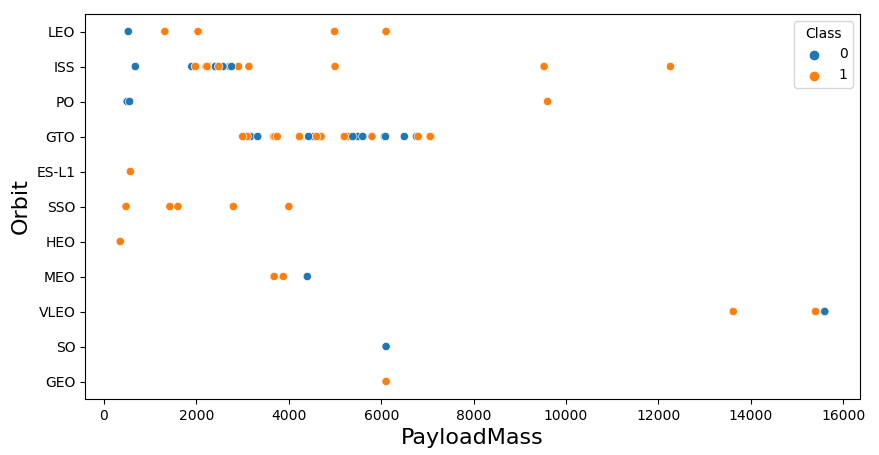 LEO
ISS
PO
GTO
ES-L1
SSO
HEO
MEO
VLEO
SO
GEO
Orbit
Class
0
1
0 2000 4000 6000 8000 10000 12000 14000 16000
PayloadMass